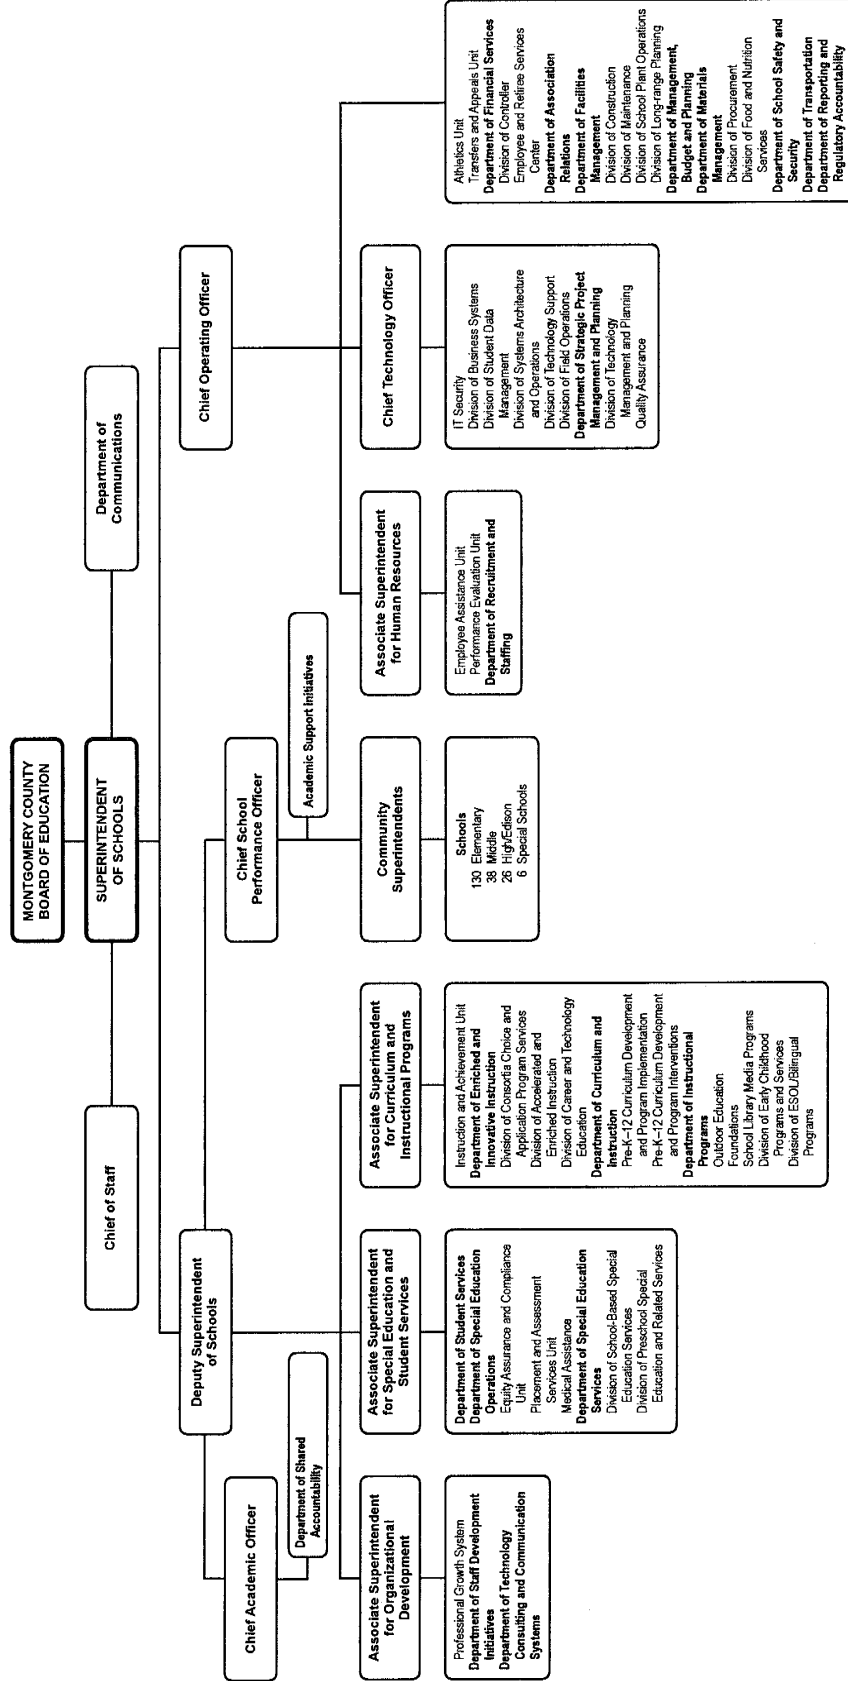 MONTGOMERY COUNTY
BOARD OF EDUCATION
SUPERINTENDENT
OF SCHOOLS
Chief of Staff
Department of
Communications
Deputy Superintendent
of Schools
Chief Operating Officer
Chief Academic Officer
Chief School
Performance Officer
Department of Shared
Accountability
Academic Support Initiatives
Associate Superintendent
for Organizational
Development
Associate Superintendent
for Special Education and
Student Services
Associate Superintendent
for Curriculum and
Instructional Programs
Community
Superintendents
Associate Superintendent
for Human Resources
Chief Technology Officer
Professional Growth System
Department of Staff Development
Initiatives
Department of Technology
Consulting and Communication
Systems
Department of Student Services
Department of Special Education
Operations
Equity Assurance and Compliance
Unit
Placement and Assessment
Services Unit
Medical Assistance
Department of Special Education
Services
Division of School-Based Special
Education Services
Division of Preschool Special
Education and Related Services
Instruction and Achievement Unit
Department of Enriched and
Innovative Instruction
Division of Consortia Choice and
Application Program Services
Division of Accelerated and
Enriched Instruction
Division of Career and Technology
Education
Department of Curriculum and
Instruction
Pre-K–12 Curriculum Development
and Program Implementation
Pre-K–12 Curriculum Development
and Program Interventions
Department of Instructional
Programs
Outdoor Education
Foundations
School Library Media Programs
Division of Early Childhood
Programs and Services
Division of ESOL/Bilingual
Programs
Schools
130 Elementary
38 Middle
26 High/Edison
6 Special Schools
Employee Assistance Unit
Performance Evaluation Unit
Department of Recruitment and
Staffing
IT Security
Division of Business Systems
Division of Student Data
Management
Division of Systems Architecture
and Operations
Division of Technology Support
Division of Field Operations
Department of Strategic Project
Management and Planning
Division of Technology
Management and Planning
Quality Assurance
Athletics Unit
Transfers and Appeals Unit
Department of Financial Services
Division of Controller
Employee and Retiree Services
Center
Department of Association
Relations
Department of Facilities
Management
Division of Construction
Division of Maintenance
Division of School Plant Operations
Division of Long-range Planning
Department of Management,
Budget and Planning
Department of Materials
Management
Division of Procurement
Division of Food and Nutrition
Services
Department of School Safety and
Security
Department of Transportation
Department of Reporting and
Regulatory Accountability